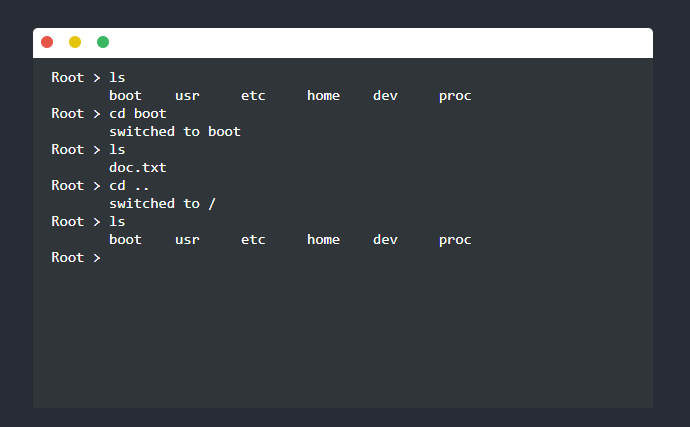 Root > ls
boot usr etc home dev proc
Root > cd boot
switched to boot
Root > ls
doc.txt
Root > cd ..
switched to /
Root > ls
boot usr etc home dev proc
Root >